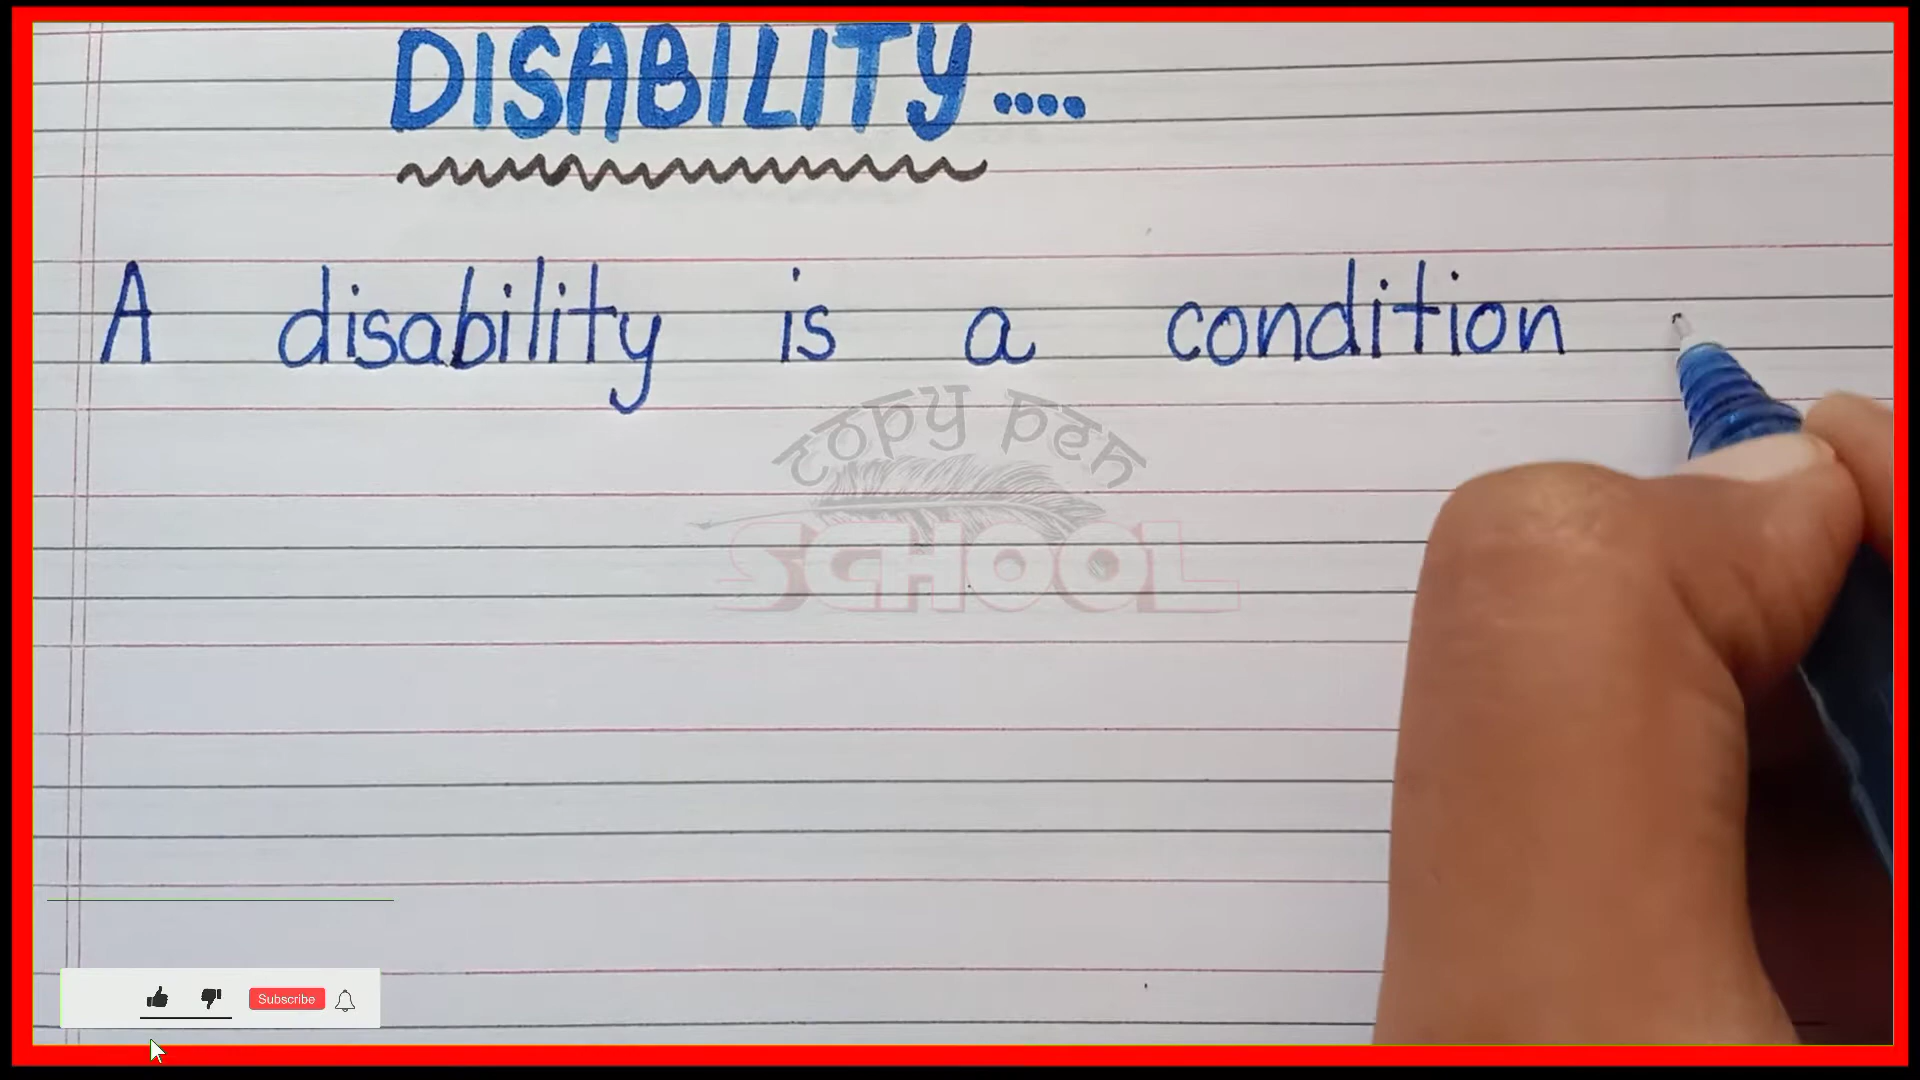 DISABILITY....
A disability is a condition
copy pen
SCHOOL
Subscribe